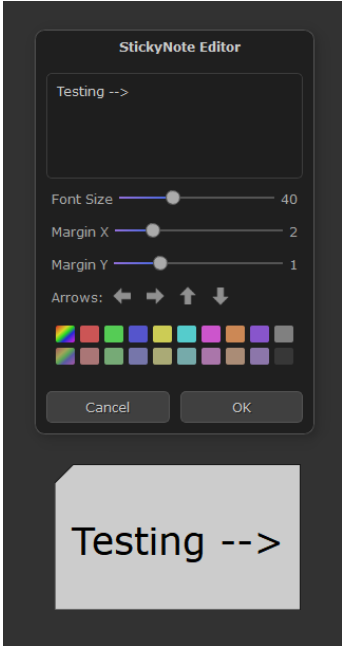 StickyNote Editor
Testing -->
Font Size 40
Margin X 2
Margin Y 1
Arrows:
Cancel OK
Testing -->